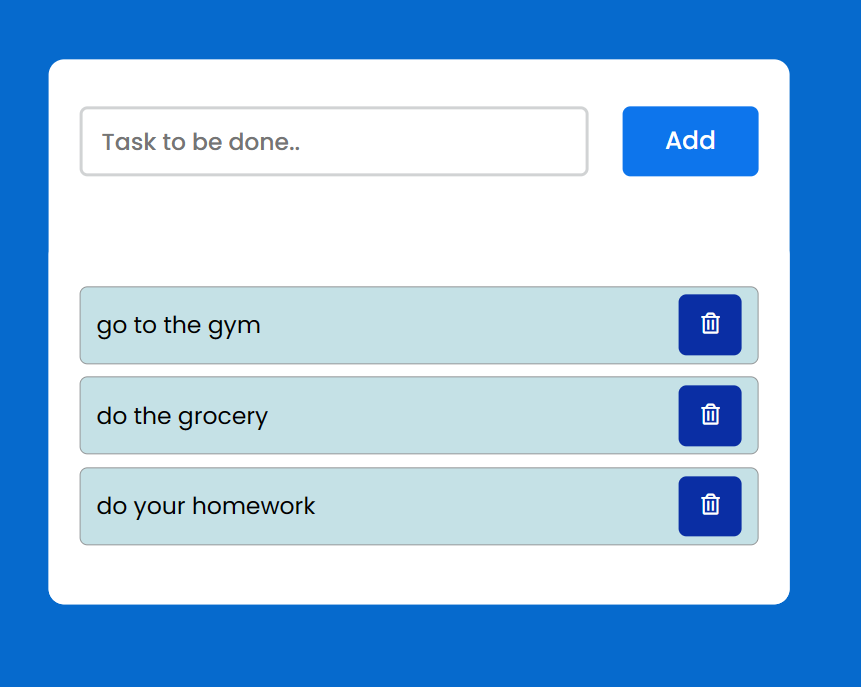 Task to be done..
Add
go to the gym
do the grocery
do your homework